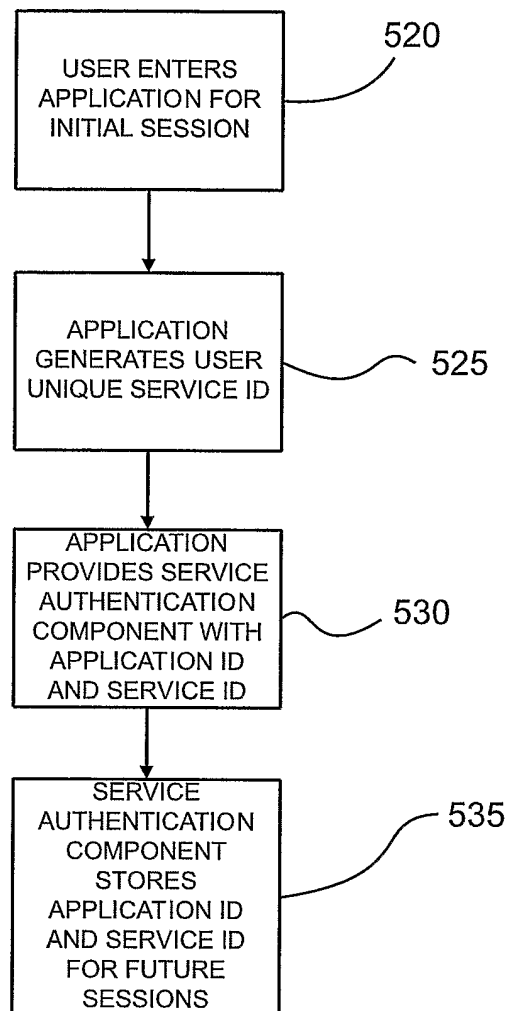 USER ENTERS
APPLICATION FOR
INITIAL SESSION
520
APPLICATION
GENERATES USER
UNIQUE SERVICE ID
525
APPLICATION
PROVIDES SERVICE
AUTHENTICATION
COMPONENT WITH
APPLICATION ID
AND SERVICE ID
530
SERVICE
AUTHENTICATION
COMPONENT
STORES
APPLICATION ID
AND SERVICE ID
FOR FUTURE
SESSIONS
535